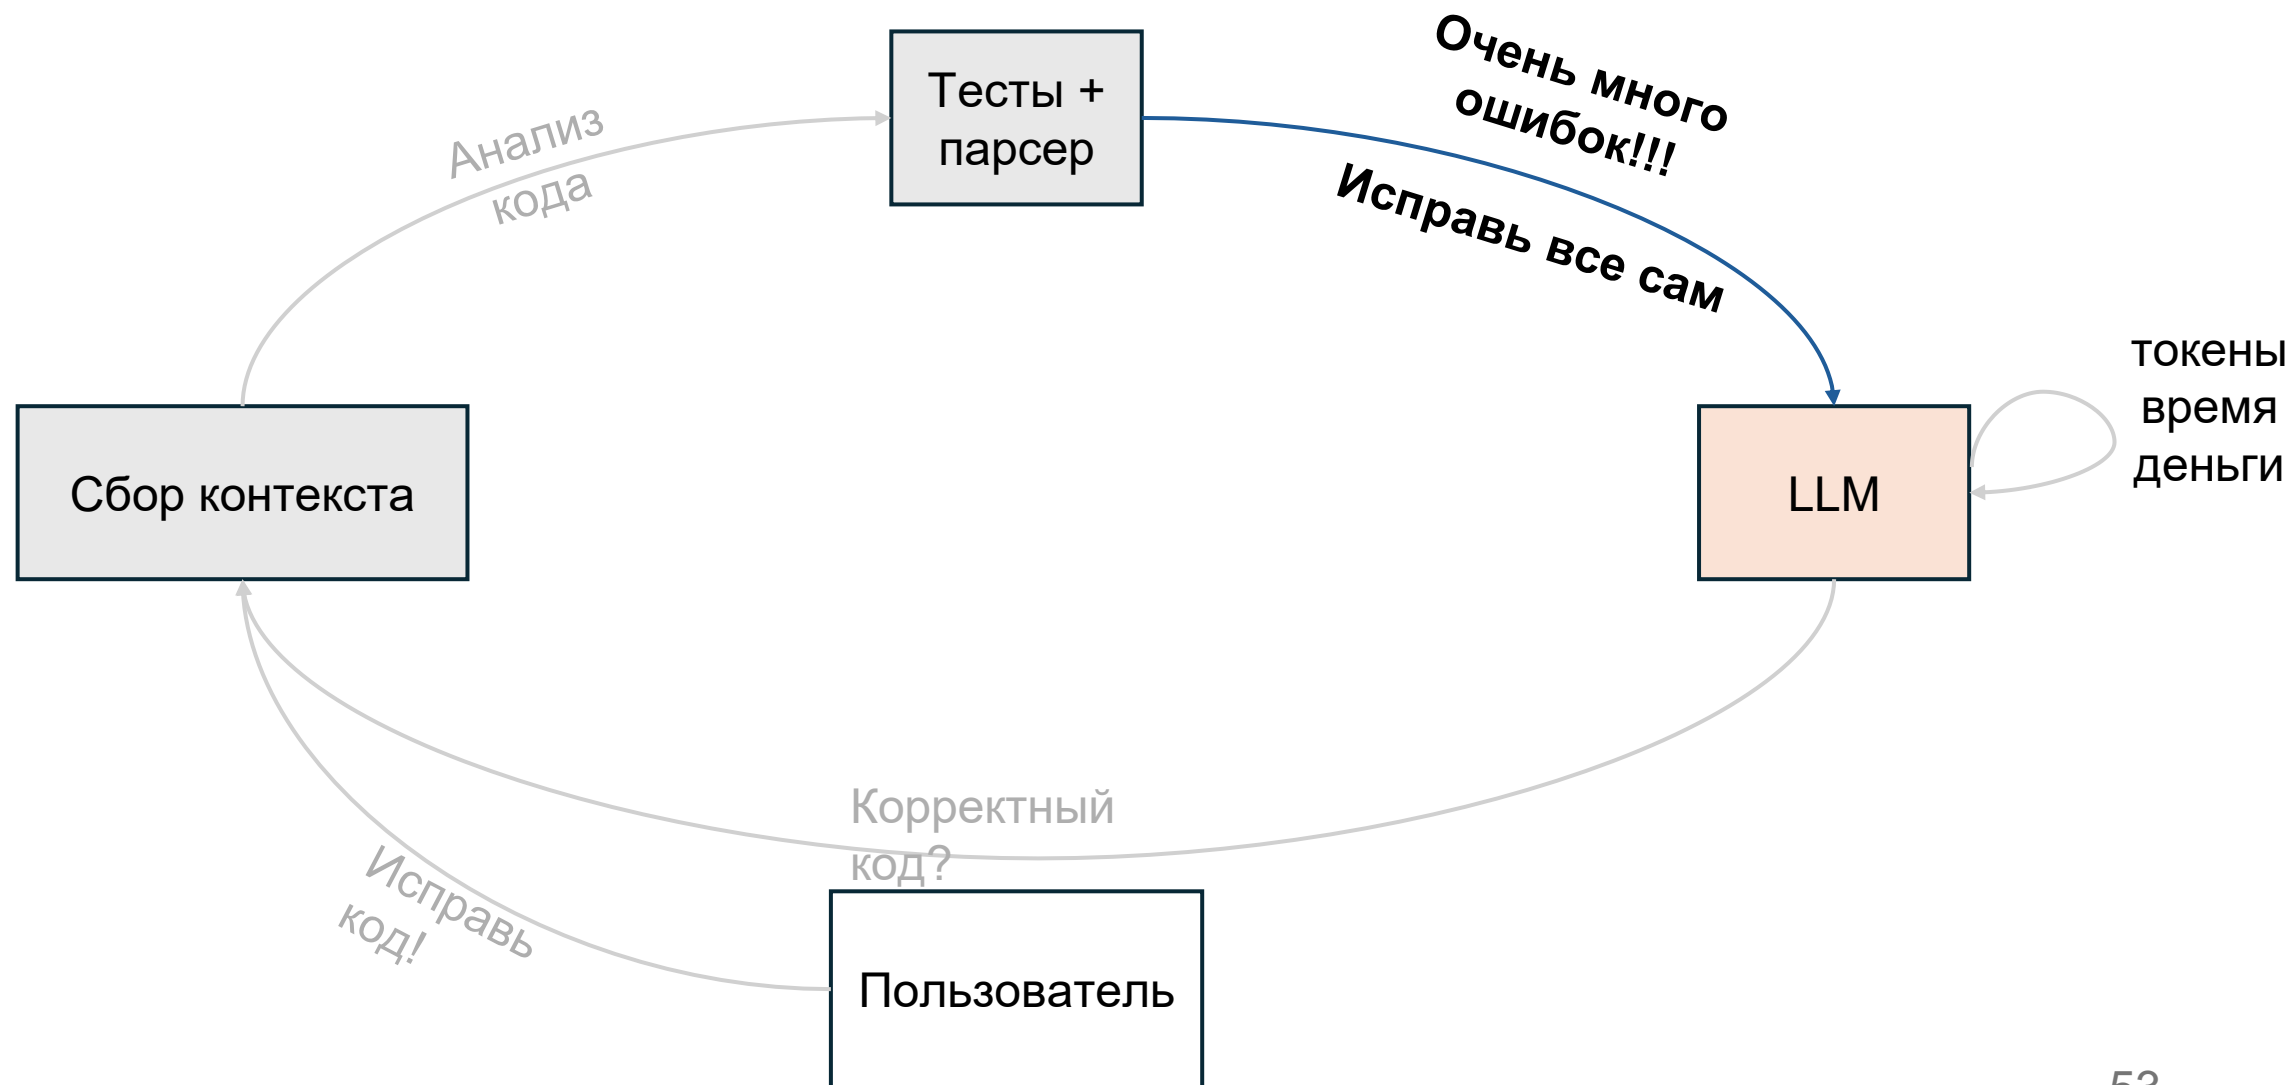 Очень много
ошибок!!!
Исправь все сам
Тесты +
парсер
Анализ
кода
токены
время
деньги
Сбор контекста
LLM
Корректный
код?
Исправь
код!
Пользователь